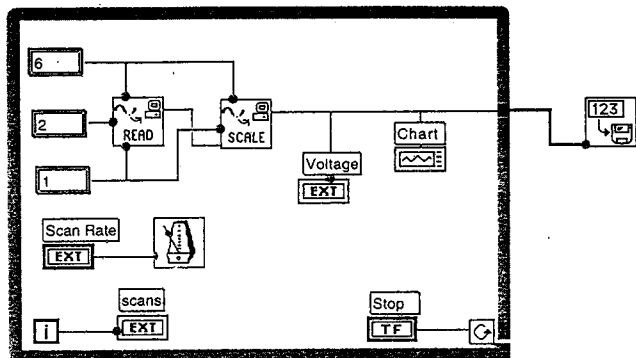 6
2
READ
SCALE
1
123
Chart
Voltage
EXT
Scan Rate
EXT
scans
EXT
i
Stop
TF